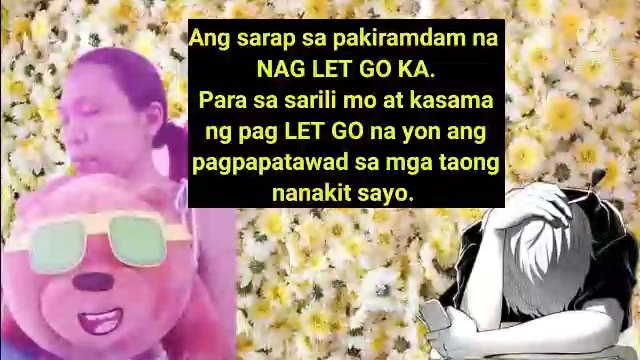 Ang sarap sa pakiramdam na
NAG LET GO KA.
Para sa sarili mo at kasama
ng pag LET GO na yon ang
pagpapatawad sa mga taong
nanakit sayo.